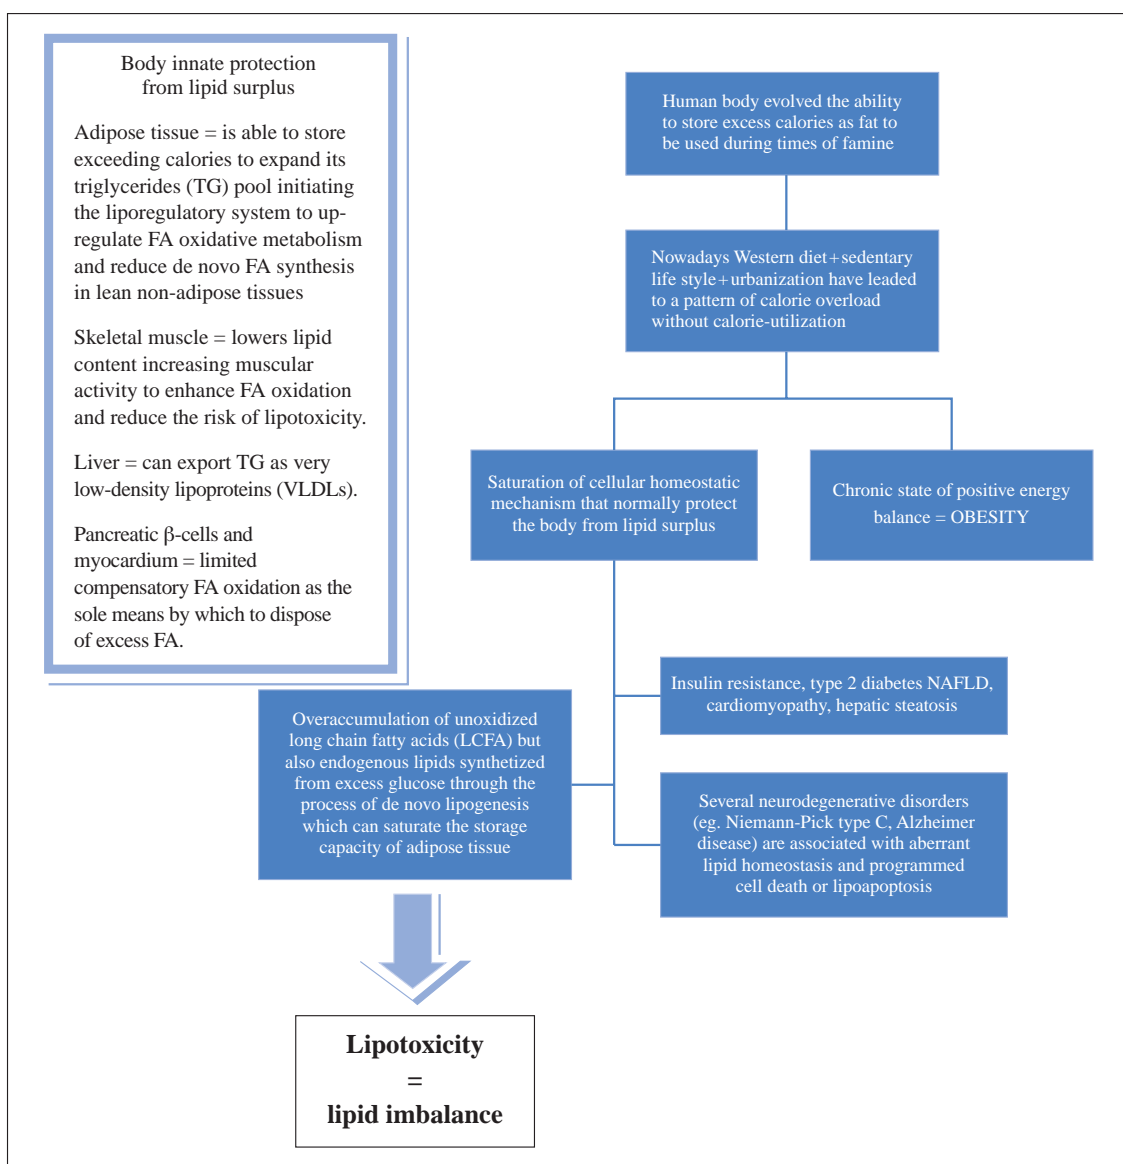 Body innate protection
from lipid surplus
Adipose tissue = is able to store
exceeding calories to expand its
triglycerides (TG) pool initiating
the liporegulatory system to up-
regulate FA oxidative metabolism
and reduce de novo FA synthesis
in lean non-adipose tissues
Skeletal muscle = lowers lipid
content increasing muscular
activity to enhance FA oxidation
and reduce the risk of lipotoxicity.
Liver = can export TG as very
low-density lipoproteins (VLDLs).
Pancreatic β-cells and
myocardium = limited
compensatory FA oxidation as the
sole means by which to dispose
of excess FA.
Human body evolved the ability
to store excess calories as fat to
be used during times of famine
Nowadays Western diet+sedentary
life style+urbanization have leaded
to a pattern of calorie overload
without calorie-utilization
Saturation of cellular homeostatic
mechanism that normally protect
the body from lipid surplus
Chronic state of positive energy
balance = OBESITY
Insulin resistance, type 2 diabetes NAFLD,
cardiomyopathy, hepatic steatosis
Overaccumulation of unoxidized
long chain fatty acids (LCFA) but
also endogenous lipids synthetized
from excess glucose through the
process of de novo lipogenesis
which can saturate the storage
capacity of adipose tissue
Several neurodegenerative disorders
(eg. Niemann-Pick type C, Alzheimer
disease) are associated with aberrant
lipid homeostasis and programmed
cell death or lipoapoptosis
Lipotoxicity
=
lipid imbalance